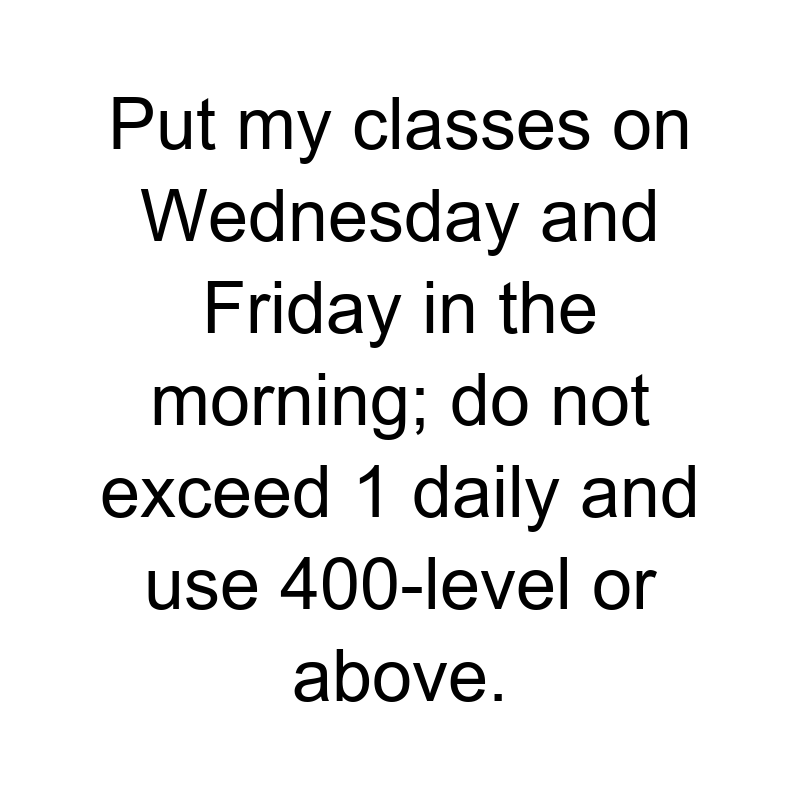 Put my classes on
Wednesday and
Friday in the
morning; do not
exceed 1 daily and
use 400-level or
above.